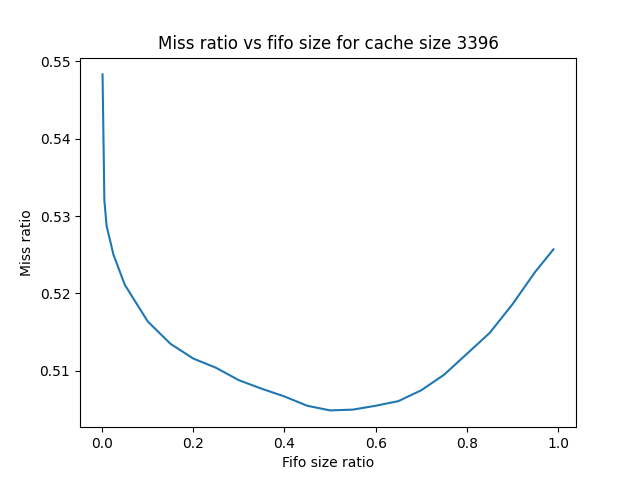 Miss ratio vs fifo size for cache size 3396
0.55
0.54
0.53
0.52
0.51
Miss ratio
0.0 0.2 0.4 0.6 0.8 1.0
Fifo size ratio